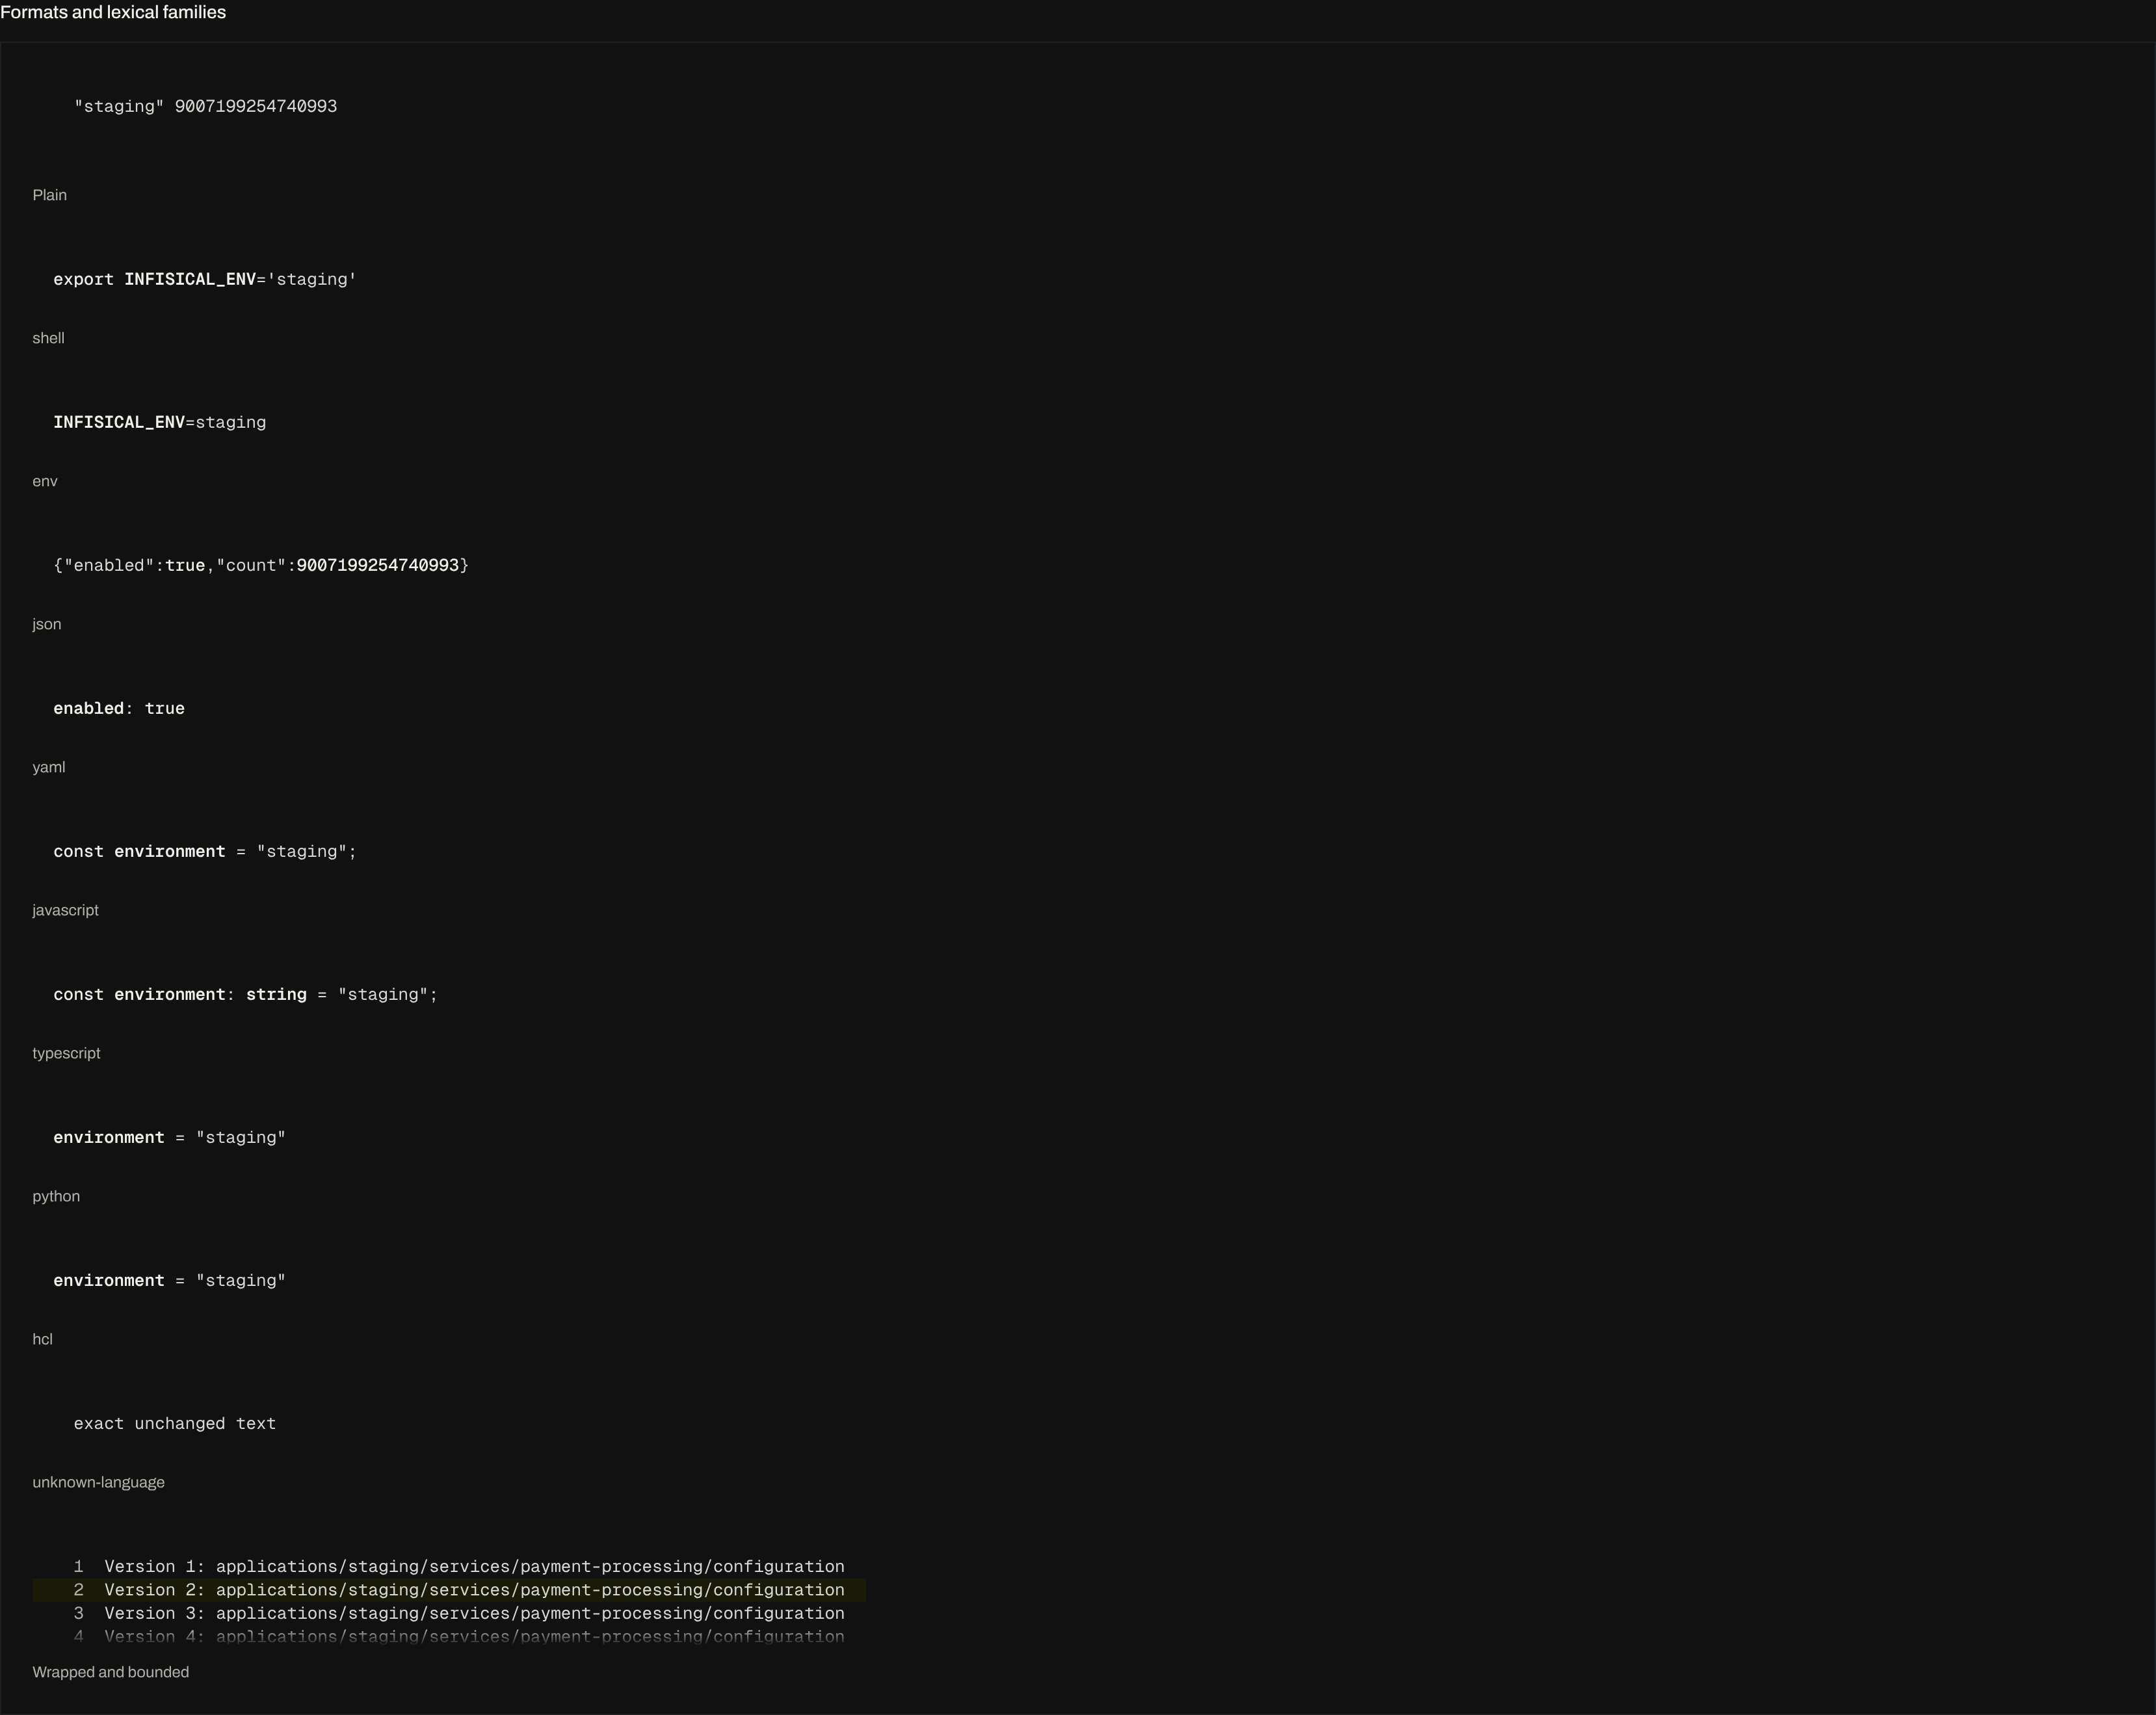 Formats and lexical families
"staging" 9007199254740993
Plain
export INFISICAL_ENV='staging'
shell
INFISICAL_ENV=staging
env
{"enabled":true,"count":9007199254740993}
json
enabled: true
yaml
const environment = "staging";
javascript
const environment: string = "staging";
typescript
environment = "staging"
python
environment = "staging"
hcl
exact unchanged text
unknown-language
1 Version 1: applications/staging/services/payment-processing/configuration
2 Version 2: applications/staging/services/payment-processing/configuration
3 Version 3: applications/staging/services/payment-processing/configuration
4 Version 4: applications/staging/services/payment-processing/configuration
Wrapped and bounded